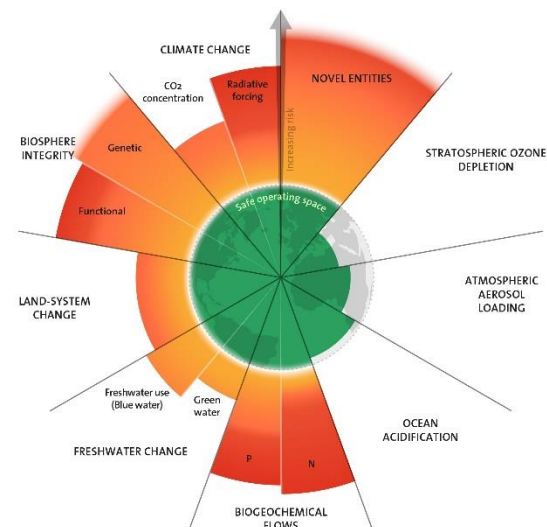 CLIMATE CHANGE
CO2
concentration
Radiative
forcing
Increasing risk
NOVEL ENTITIES
BIOSPHERE
INTEGRITY
Genetic
Functional
STRATOSPHERIC OZONE
DEPLETION
Safe operating space
LAND-SYSTEM
CHANGE
ATMOSPHERIC
AEROSOL
LOADING
Freshwater use
(Blue water)
Green
water
FRESHWATER CHANGE
OCEAN
ACIDIFICATION
P
N
BIOGEOCHEMICAL
FLOWS